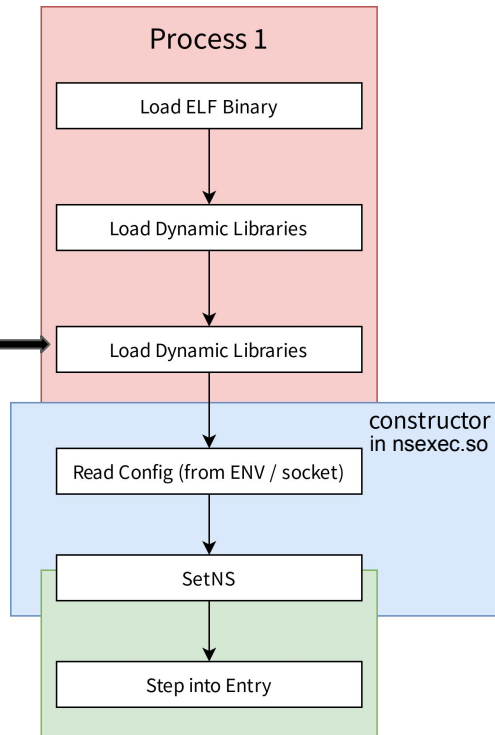 Process 1
Load ELF Binary
Load Dynamic Libraries
Load Dynamic Libraries
constructor
in nsexec.so
Read Config (from ENV / socket)
SetNS
Step into Entry